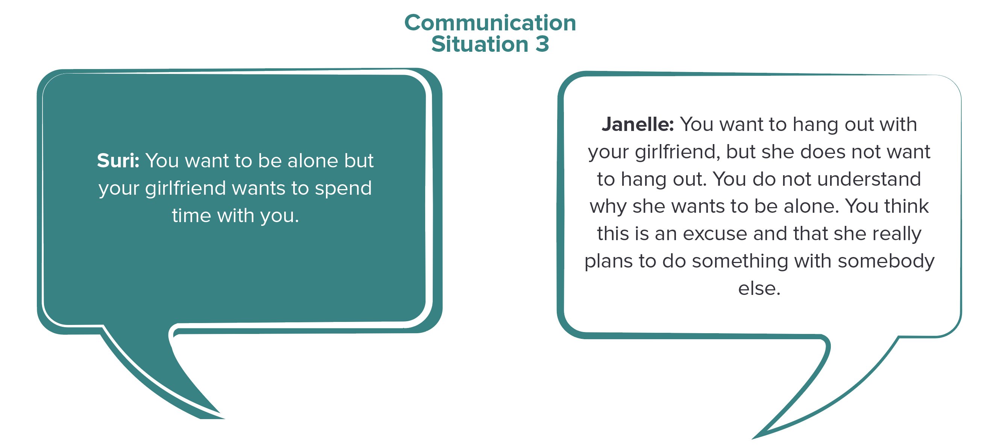 Communication
Situation 3
Suri: You want to be alone but
your girlfriend wants to spend
time with you.
Janelle: You want to hang out with
your girlfriend, but she does not want
to hang out. You do not understand
why she wants to be alone. You think
this is an excuse and that she really
plans to do something with somebody
else.